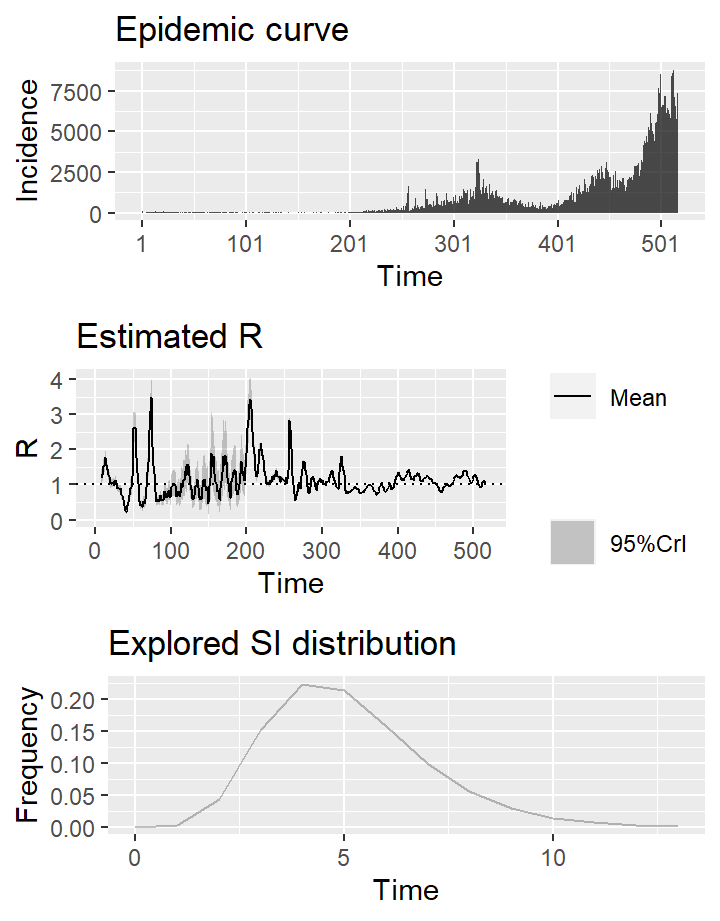 Epidemic curve
Incidence
7500
5000
2500
0
1 101 201 301 401 501
Time
Estimated R
R
4
3
2
1
0
0 100 200 300 400 500
Time
Mean
95%CrI
Explored SI distribution
Frequency
0.20
0.15
0.10
0.05
0.00
0 5 10
Time